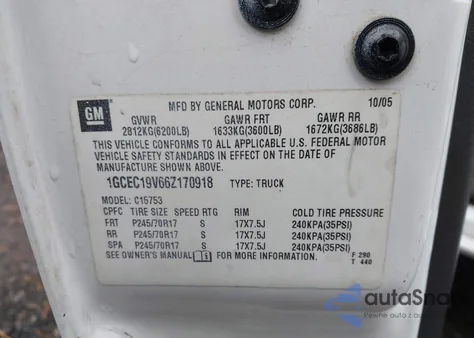 GM
MFD BY GENERAL MOTORS CORP. 10/05
GVWR GAWR FRT GAWR RR
2812KG(6200LB) 1633KG(3600LB) 1672KG(3686LB)
THIS VEHICLE CONFORMS TO ALL APPLICABLE U.S. FEDERAL MOTOR
VEHICLE SAFETY STANDARDS IN EFFECT ON THE DATE OF
MANUFACTURE SHOWN ABOVE.
1GCEC19V66Z170918 TYPE: TRUCK
MODEL: C15753
CPFC TIRE SIZE SPEED RTG RIM COLD TIRE PRESSURE
FRT P245/70R17 S 17X7.5J 240KPA(35PSI)
RR P245/70R17 S 17X7.5J 240KPA(35PSI)
SPA P245/70R17 S 17X7.5J 240KPA(35PSI)
SEE OWNER'S MANUAL FOR MORE INFORMATION. F 290
T 440
autaSna
Pewne auta z